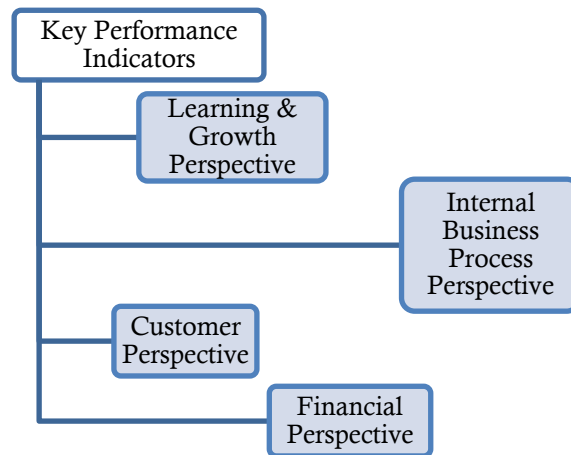 Key Performance
Indicators
Learning &
Growth
Perspective
Internal
Business
Process
Perspective
Customer
Perspective
Financial
Perspective